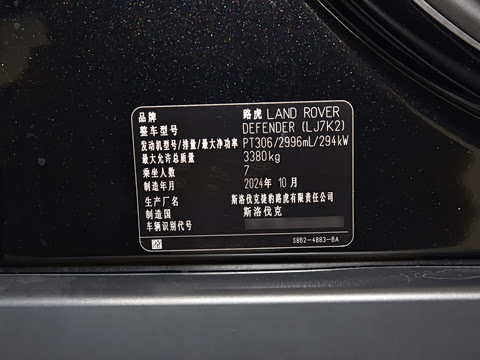 品牌 路虎 LAND ROVER
整车型号 DEFENDER (LJ7K2)
发动机型号/排量/最大净功率 PT306/2996mL/294kW
最大允许总质量 3380kg
乘坐人数 7
制造年月 2024年 10 月
生产厂名 斯洛伐克捷豹路虎有限责任公司
制造国 斯洛伐克
车辆识别代号
S8B2-4883-BA